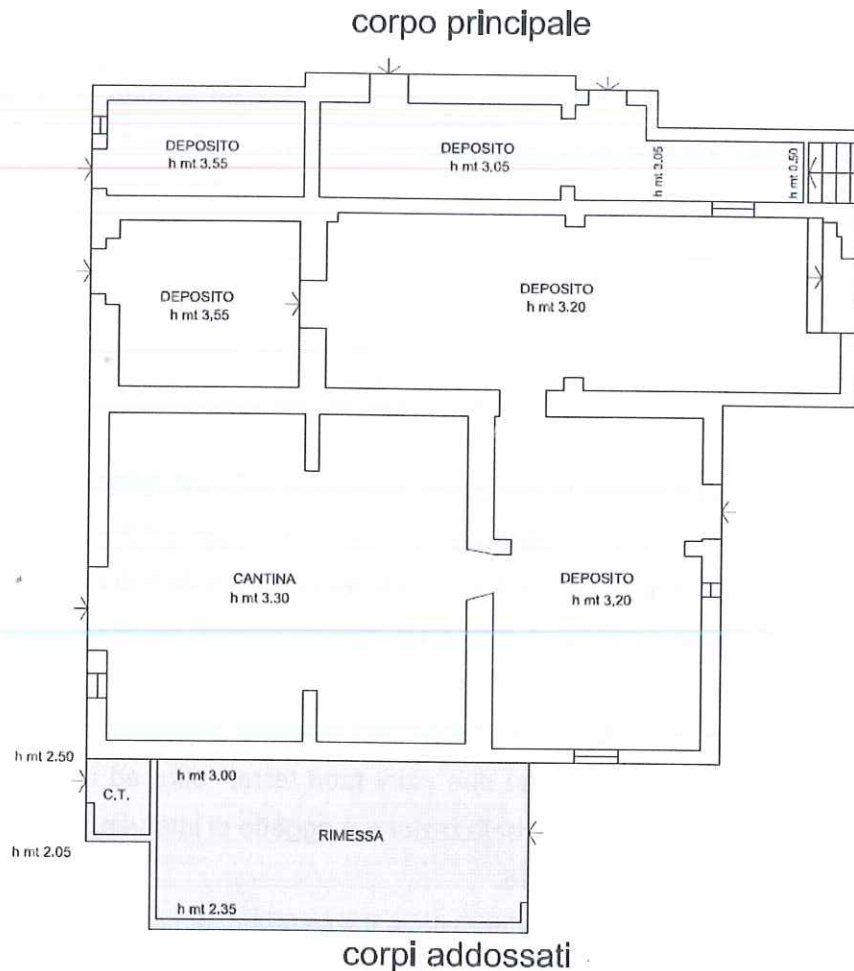 corpo principale
DEPOSITO
h mt 3,55
DEPOSITO
h mt 3,05
h mt 3.05
h mt 0.50
DEPOSITO
h mt 3,55
DEPOSITO
h mt 3.20
CANTINA
h mt 3.30
DEPOSITO
h mt 3,20
h mt 2.50
h mt 3.00
C.T.
RIMESSA
h mt 2.05
h mt 2.35
corpi addossati